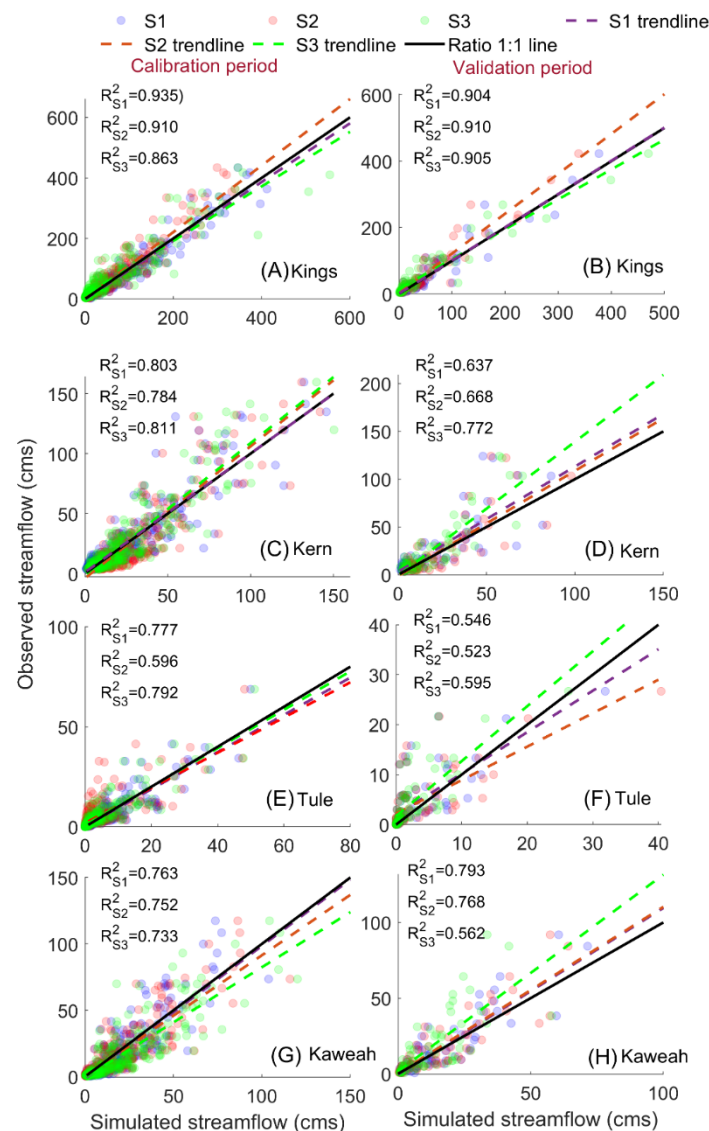 S1 S2 S3 S1 trendline
S2 trendline S3 trendline Ratio 1:1 line
Calibration period Validation period
R²S1=0.935)
R²S2=0.910
R²S3=0.863
600
400
200
0
0 200 400 600
(A) Kings
R²S1=0.904
R²S2=0.910
R²S3=0.905
600
400
200
0
0 100 200 300 400 500
(B) Kings
R²S1=0.803
R²S2=0.784
R²S3=0.811
150
100
50
0
0 50 100 150
(C) Kern
R²S1=0.637
R²S2=0.668
R²S3=0.772
200
150
100
50
0
0 50 100 150
(D) Kern
Observed streamflow (cms)
R²S1=0.777
R²S2=0.596
R²S3=0.792
100
50
0
0 20 40 60 80
(E) Tule
R²S1=0.546
R²S2=0.523
R²S3=0.595
40
30
20
10
0
0 10 20 30 40
(F) Tule
R²S1=0.763
R²S2=0.752
R²S3=0.733
150
100
50
0
0 50 100 150
(G) Kaweah
R²S1=0.793
R²S2=0.768
R²S3=0.562
100
50
0
0 50 100
(H) Kaweah
Simulated streamflow (cms) Simulated streamflow (cms)